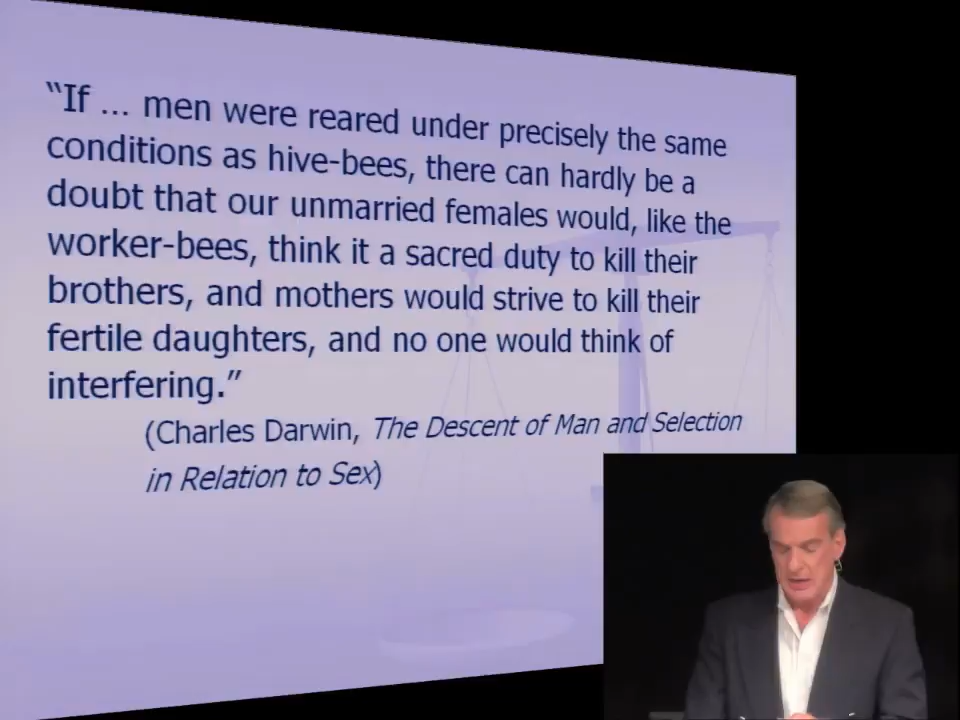 “If ... men were reared under precisely the same
conditions as hive-bees, there can hardly be a
doubt that our unmarried females would, like the
worker-bees, think it a sacred duty to kill their
brothers, and mothers would strive to kill their
fertile daughters, and no one would think of
interfering.”
(Charles Darwin, The Descent of Man and Selection
in Relation to Sex)